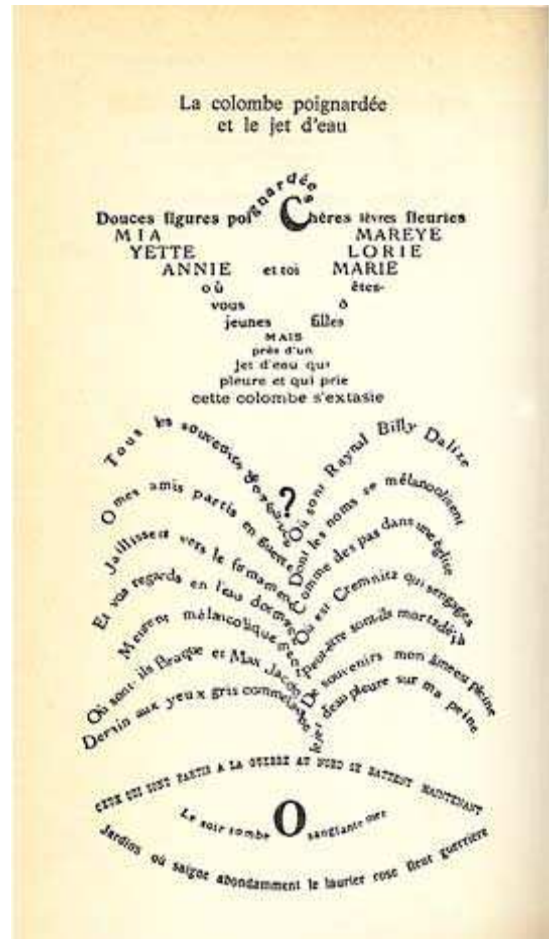 La colombe poignardée
et le jet d'eau
Douces figures poignardées Chères lèvres fleuries
MIA MAREYE
YETTE LORIE
ANNIE et toi MARIE
où êtes-
vous ô
jeunes filles
MAIS
près d'un
jet d'eau qui
pleure et qui prie
cette colombe s'extasie
Tous les souvenirs de naguère
?
O mes amis partis en guerre
Jaillissent vers le firmament
Et vos regards en l'eau dormant
Meurent mélancoliquement
Où sont-ils Braque et Max Jacob
Derain aux yeux gris comme l'aube
Où sont Raynal Billy Dalize
Dont les noms se mélancolisent
Comme des pas dans une église
Où est Cremnitz qui s'engagea
Peut-être sont-ils morts déjà
De souvenirs mon âme est pleine
Le jet d'eau pleure sur ma peine
CEUX QUI SONT PARTIS A LA GUERRE AU NORD SE BATTENT MAINTENANT
Le soir tombe O sanglante mer
Jardins où saigne abondamment le laurier rose fleur guerrière